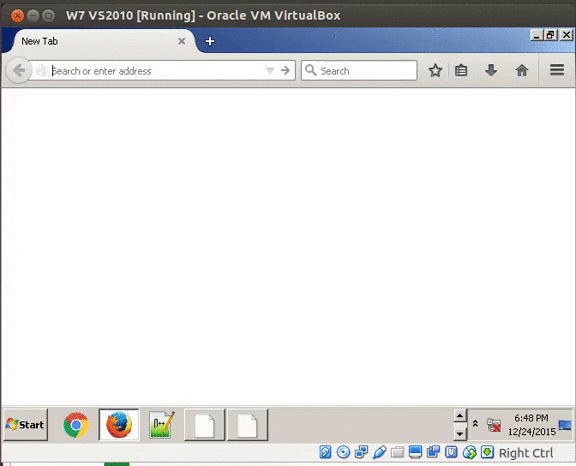 W7 VS2010 [Running] - Oracle VM VirtualBox
New Tab
Search or enter address
Search
Start
N++
6:48 PM
12/24/2015
Right Ctrl